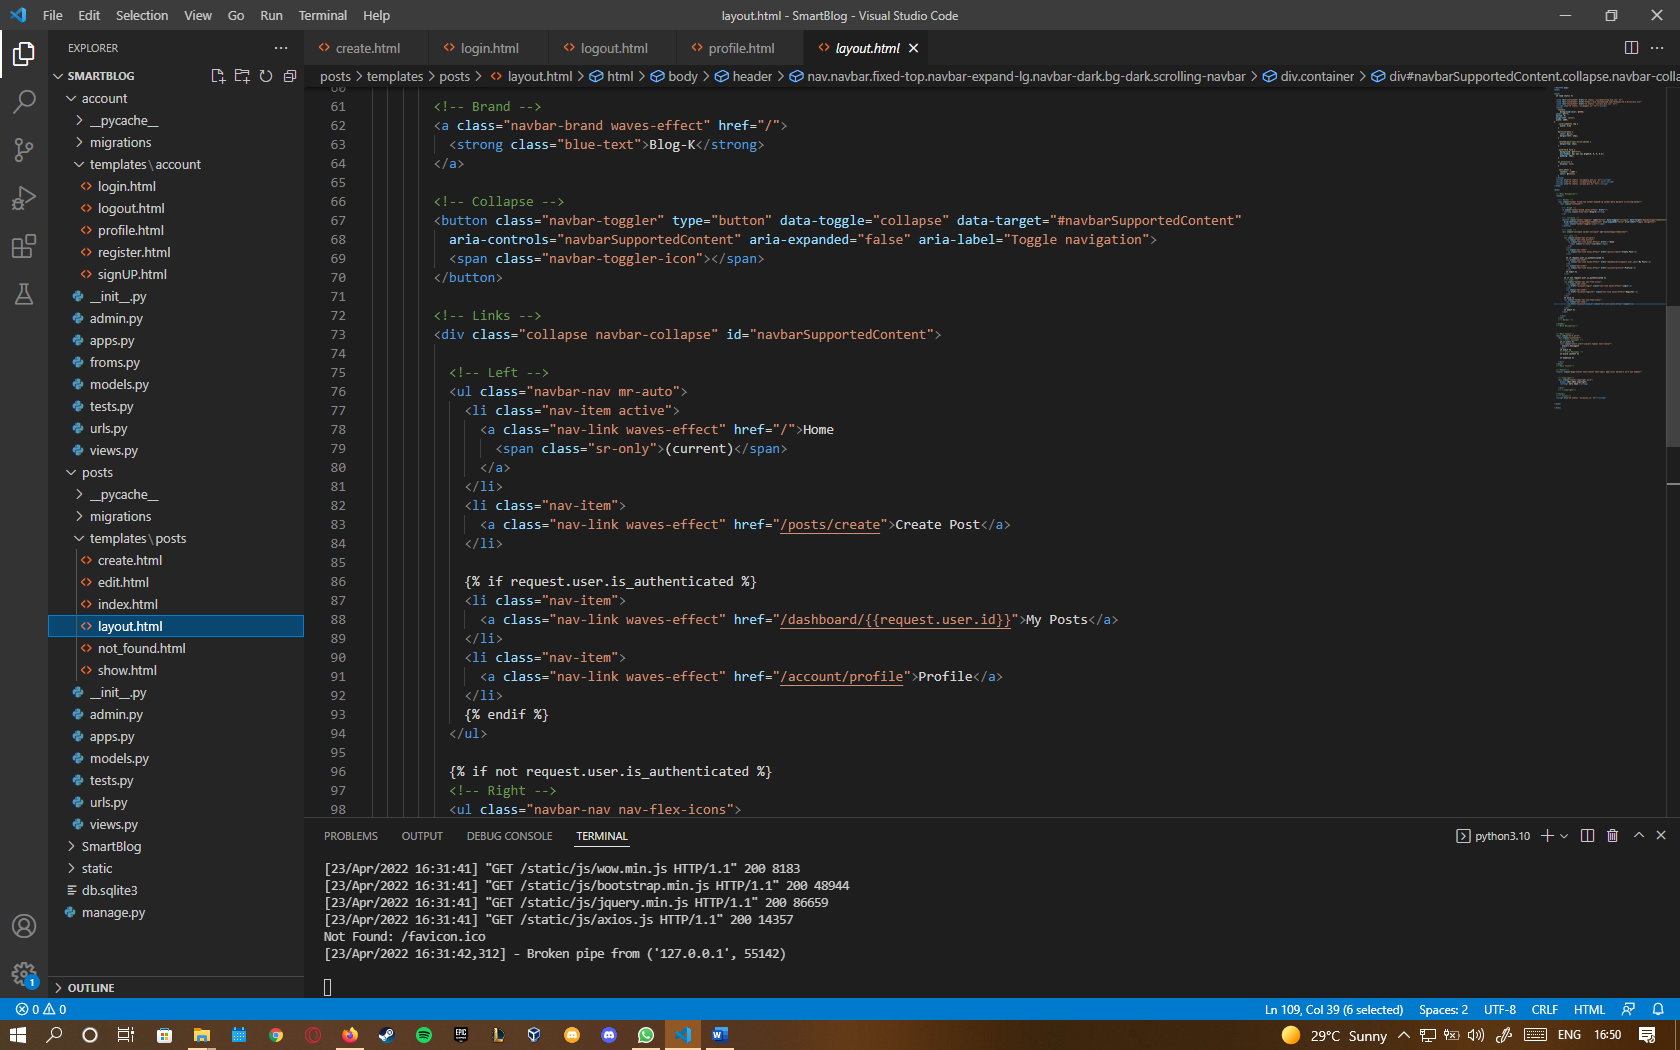 File Edit Selection View Go Run Terminal Help
layout.html - SmartBlog - Visual Studio Code
EXPLORER
SMARTBLOG
account
__pycache__
migrations
templates\account
login.html
logout.html
profile.html
register.html
signUP.html
__init__.py
admin.py
apps.py
froms.py
models.py
tests.py
urls.py
views.py
posts
__pycache__
migrations
templates\posts
create.html
edit.html
index.html
layout.html
not_found.html
show.html
__init__.py
admin.py
apps.py
models.py
tests.py
urls.py
views.py
SmartBlog
static
db.sqlite3
manage.py
OUTLINE
create.html login.html logout.html profile.html layout.html
posts > templates > posts > layout.html > html > body > header > nav.navbar.fixed-top.navbar-expand-lg.navbar-dark.bg-dark.scrolling-navbar > div.container > div#navbarSupportedContent.collapse.navbar-colla
60
61 <!-- Brand -->
62 <a class="navbar-brand waves-effect" href="/">
63 <strong class="blue-text">Blog-K</strong>
64 </a>
65
66 <!-- Collapse -->
67 <button class="navbar-toggler" type="button" data-toggle="collapse" data-target="#navbarSupportedContent"
68 aria-controls="navbarSupportedContent" aria-expanded="false" aria-label="Toggle navigation">
69 <span class="navbar-toggler-icon"></span>
70 </button>
71
72 <!-- Links -->
73 <div class="collapse navbar-collapse" id="navbarSupportedContent">
74
75 <!-- Left -->
76 <ul class="navbar-nav mr-auto">
77 <li class="nav-item active">
78 <a class="nav-link waves-effect" href="/">Home
79 <span class="sr-only">(current)</span>
80 </a>
81 </li>
82 <li class="nav-item">
83 <a class="nav-link waves-effect" href="/posts/create">Create Post</a>
84 </li>
85
86 {% if request.user.is_authenticated %}
87 <li class="nav-item">
88 <a class="nav-link waves-effect" href="/dashboard/{{request.user.id}}">My Posts</a>
89 </li>
90 <li class="nav-item">
91 <a class="nav-link waves-effect" href="/account/profile">Profile</a>
92 </li>
93 {% endif %}
94 </ul>
95
96 {% if not request.user.is_authenticated %}
97 <!-- Right -->
98 <ul class="navbar-nav nav-flex-icons">
PROBLEMS OUTPUT DEBUG CONSOLE TERMINAL
python3.10
[23/Apr/2022 16:31:41] "GET /static/js/wow.min.js HTTP/1.1" 200 8183
[23/Apr/2022 16:31:41] "GET /static/js/bootstrap.min.js HTTP/1.1" 200 48944
[23/Apr/2022 16:31:41] "GET /static/js/jquery.min.js HTTP/1.1" 200 86659
[23/Apr/2022 16:31:41] "GET /static/js/axios.js HTTP/1.1" 200 14357
Not Found: /favicon.ico
[23/Apr/2022 16:31:42,312] - Broken pipe from ('127.0.0.1', 55142)
1
0 0
Ln 109, Col 39 (6 selected) Spaces: 2 UTF-8 CRLF HTML
29°C Sunny ENG 16:50